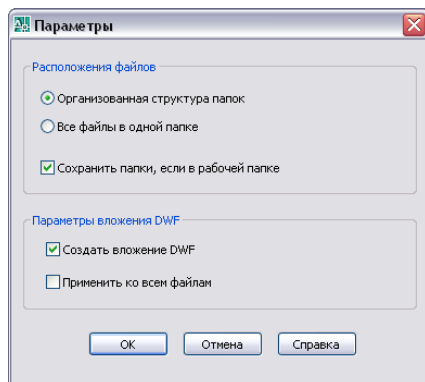 Параметры
Расположения файлов
Организованная структура папок
Все файлы в одной папке
Сохранить папки, если в рабочей папке
Параметры вложения DWF
Создать вложение DWF
Применить ко всем файлам
ОК Отмена Справка